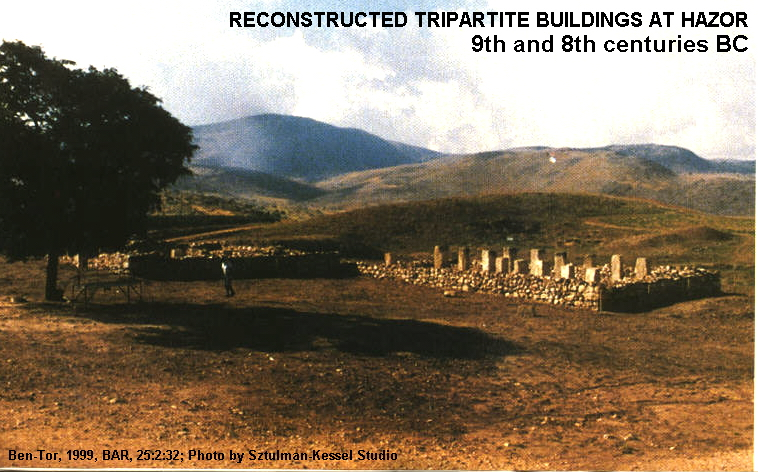 RECONSTRUCTED TRIPARTITE BUILDINGS AT HAZOR
9th and 8th centuries BC
Ben-Tor, 1999, BAR, 25:2:32; Photo by Sztulman-Kessel Studio